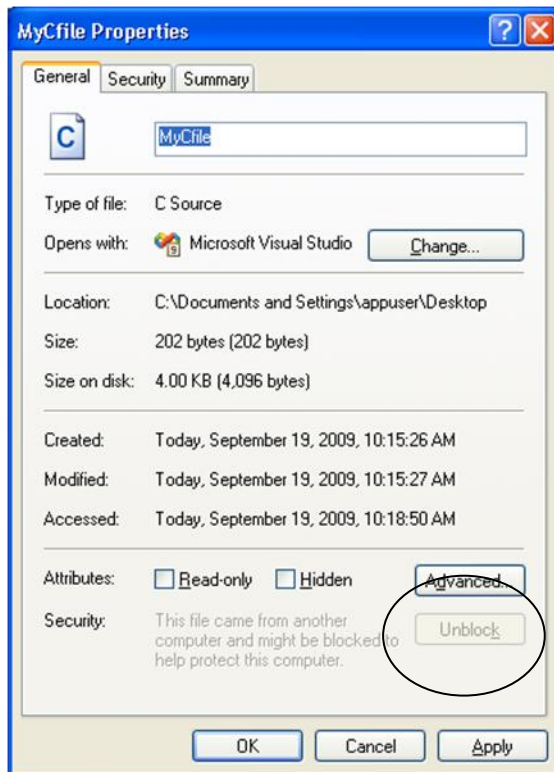 MyCfile Properties
General Security Summary
C MyCfile
Type of file: C Source
Opens with: 9 Microsoft Visual Studio Change...
Location: C:\Documents and Settings\appuser\Desktop
Size: 202 bytes (202 bytes)
Size on disk: 4.00 KB (4,096 bytes)
Created: Today, September 19, 2009, 10:15:26 AM
Modified: Today, September 19, 2009, 10:15:27 AM
Accessed: Today, September 19, 2009, 10:18:50 AM
Attributes: Read-only Hidden Advanced...
Security: This file came from another
computer and might be blocked to
help protect this computer.
Unblock
OK Cancel Apply